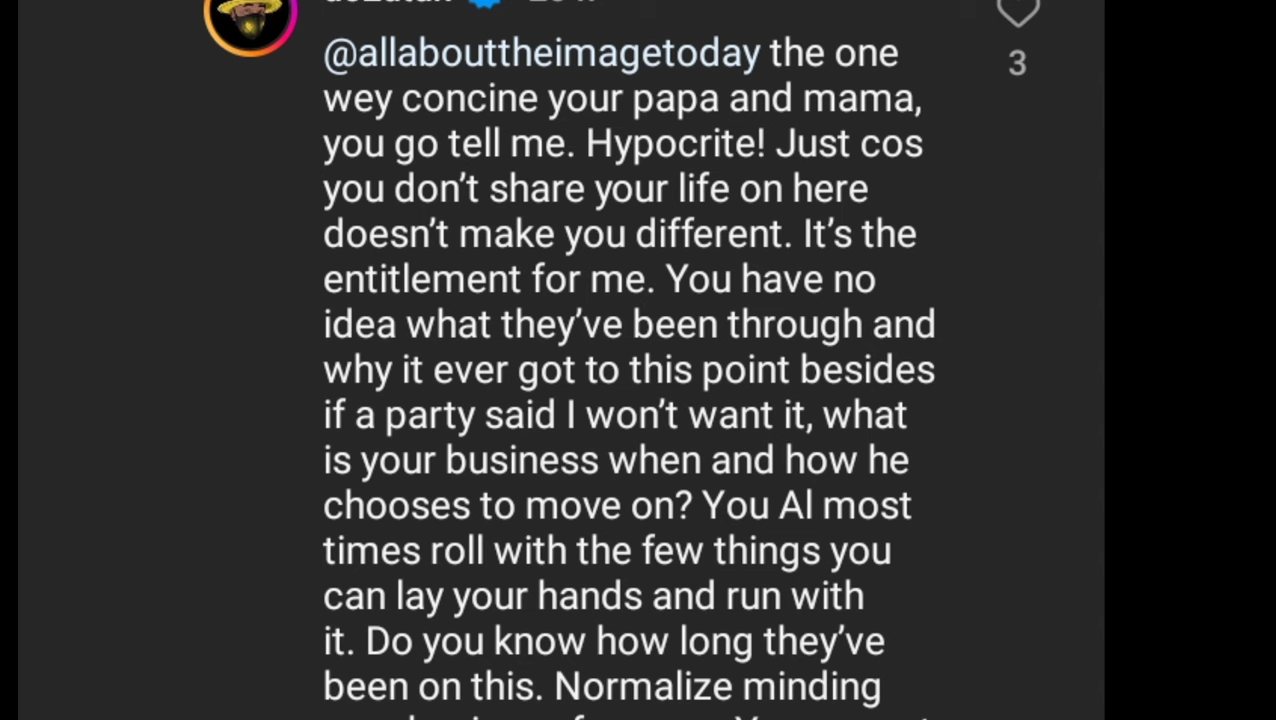 3
@allabouttheimagetoday the one
wey concine your papa and mama,
you go tell me. Hypocrite! Just cos
you don’t share your life on here
doesn’t make you different. It’s the
entitlement for me. You have no
idea what they’ve been through and
why it ever got to this point besides
if a party said I won’t want it, what
is your business when and how he
chooses to move on? You Al most
times roll with the few things you
can lay your hands and run with
it. Do you know how long they’ve
been on this. Normalize minding